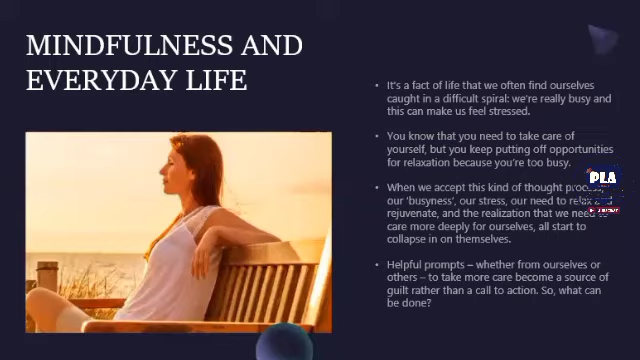 MINDFULNESS AND
EVERYDAY LIFE
• It's a fact of life that we often find ourselves
caught in a difficult spiral: we're really busy and
this can make us feel stressed.
• You know that you need to take care of
yourself, but you keep putting off opportunities
for relaxation because you're too busy.
• When we accept this kind of thought process,
our 'busyness', our stress, our need to relax and
rejuvenate, and the realization that we need to
care more deeply for ourselves, all start to
collapse in on themselves.
• Helpful prompts – whether from ourselves or
others – to take more care become a source of
guilt rather than a call to action. So, what can
be done?
PLA